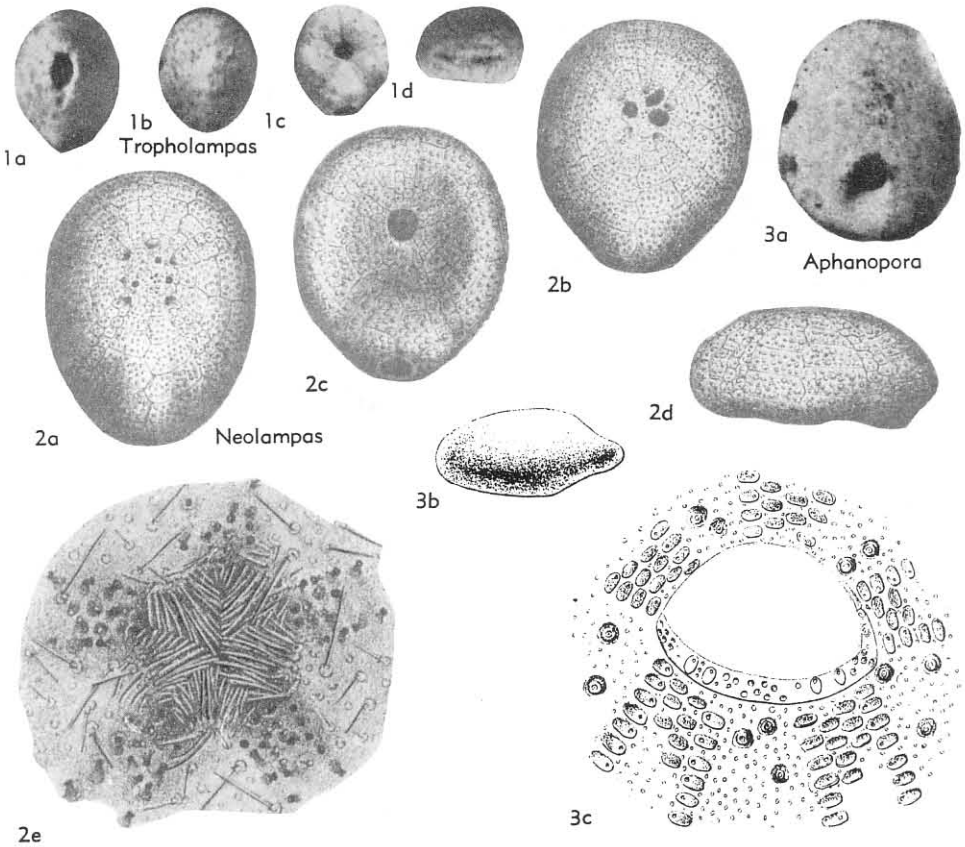 1a
1b
1c
1d
Tropholampas
2b
3a
Aphanopora
2a
Neolampas
2c
2d
3b
2e
3c